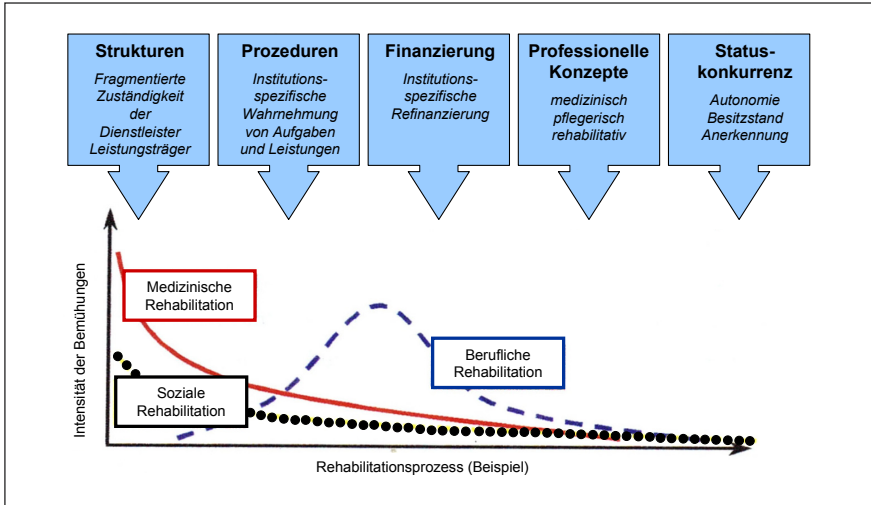 Strukturen
Fragmentierte
Zuständigkeit
der
Dienstleister
Leistungsträger
Prozeduren
Institutions-
spezifische
Wahrnehmung
von Aufgaben
und Leistungen
Finanzierung
Institutions-
spezifische
Refinanzierung
Professionelle
Konzepte
medizinisch
pflegerisch
rehabilitativ
Status-
konkurrenz
Autonomie
Besitzstand
Anerkennung
Intensität der Bemühungen
Medizinische
Rehabilitation
Soziale
Rehabilitation
Berufliche
Rehabilitation
Rehabilitationsprozess (Beispiel)